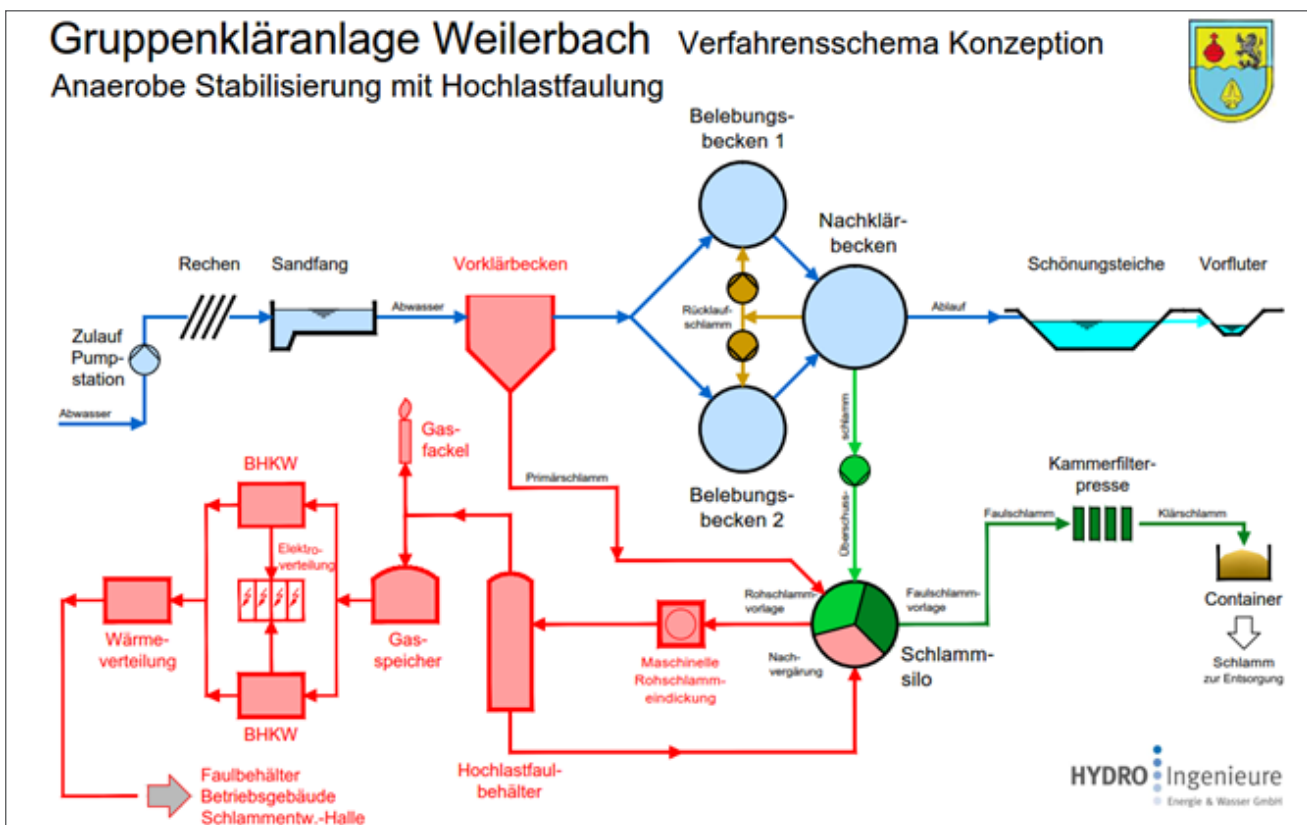 Gruppenkläranlage Weilerbach Verfahrensschema Konzeption
Anaerobe Stabilisierung mit Hochlastfaulung
Belebungs-
becken 1
Nachklär-
becken
Rechen
Sandfang
Vorklärbecken
Schönungsteiche
Vorfluter
Abwasser
Rücklauf-
schlamm
Ablauf
Zulauf
Pump-
station
Abwasser
Gas-
fackel
Primärschlamm
Belebungs-
becken 2
Überschuss-
schlamm
Kammerfilter-
presse
Faulschlamm
Klärschlamm
BHKW
Elektro-
verteilung
Rohschlamm-
vorlage
Faulschlamm-
vorlage
Container
Wärme-
verteilung
Gas-
speicher
Maschinelle
Rohschlamm-
eindickung
Nach-
vergärung
Schlamm-
silo
Schlamm
zur Entsorgung
BHKW
Hochlastfaul-
behälter
Faulbehälter
Betriebsgebäude
Schlammentw.-Halle
HYDRO Ingenieure
Energie & Wasser GmbH